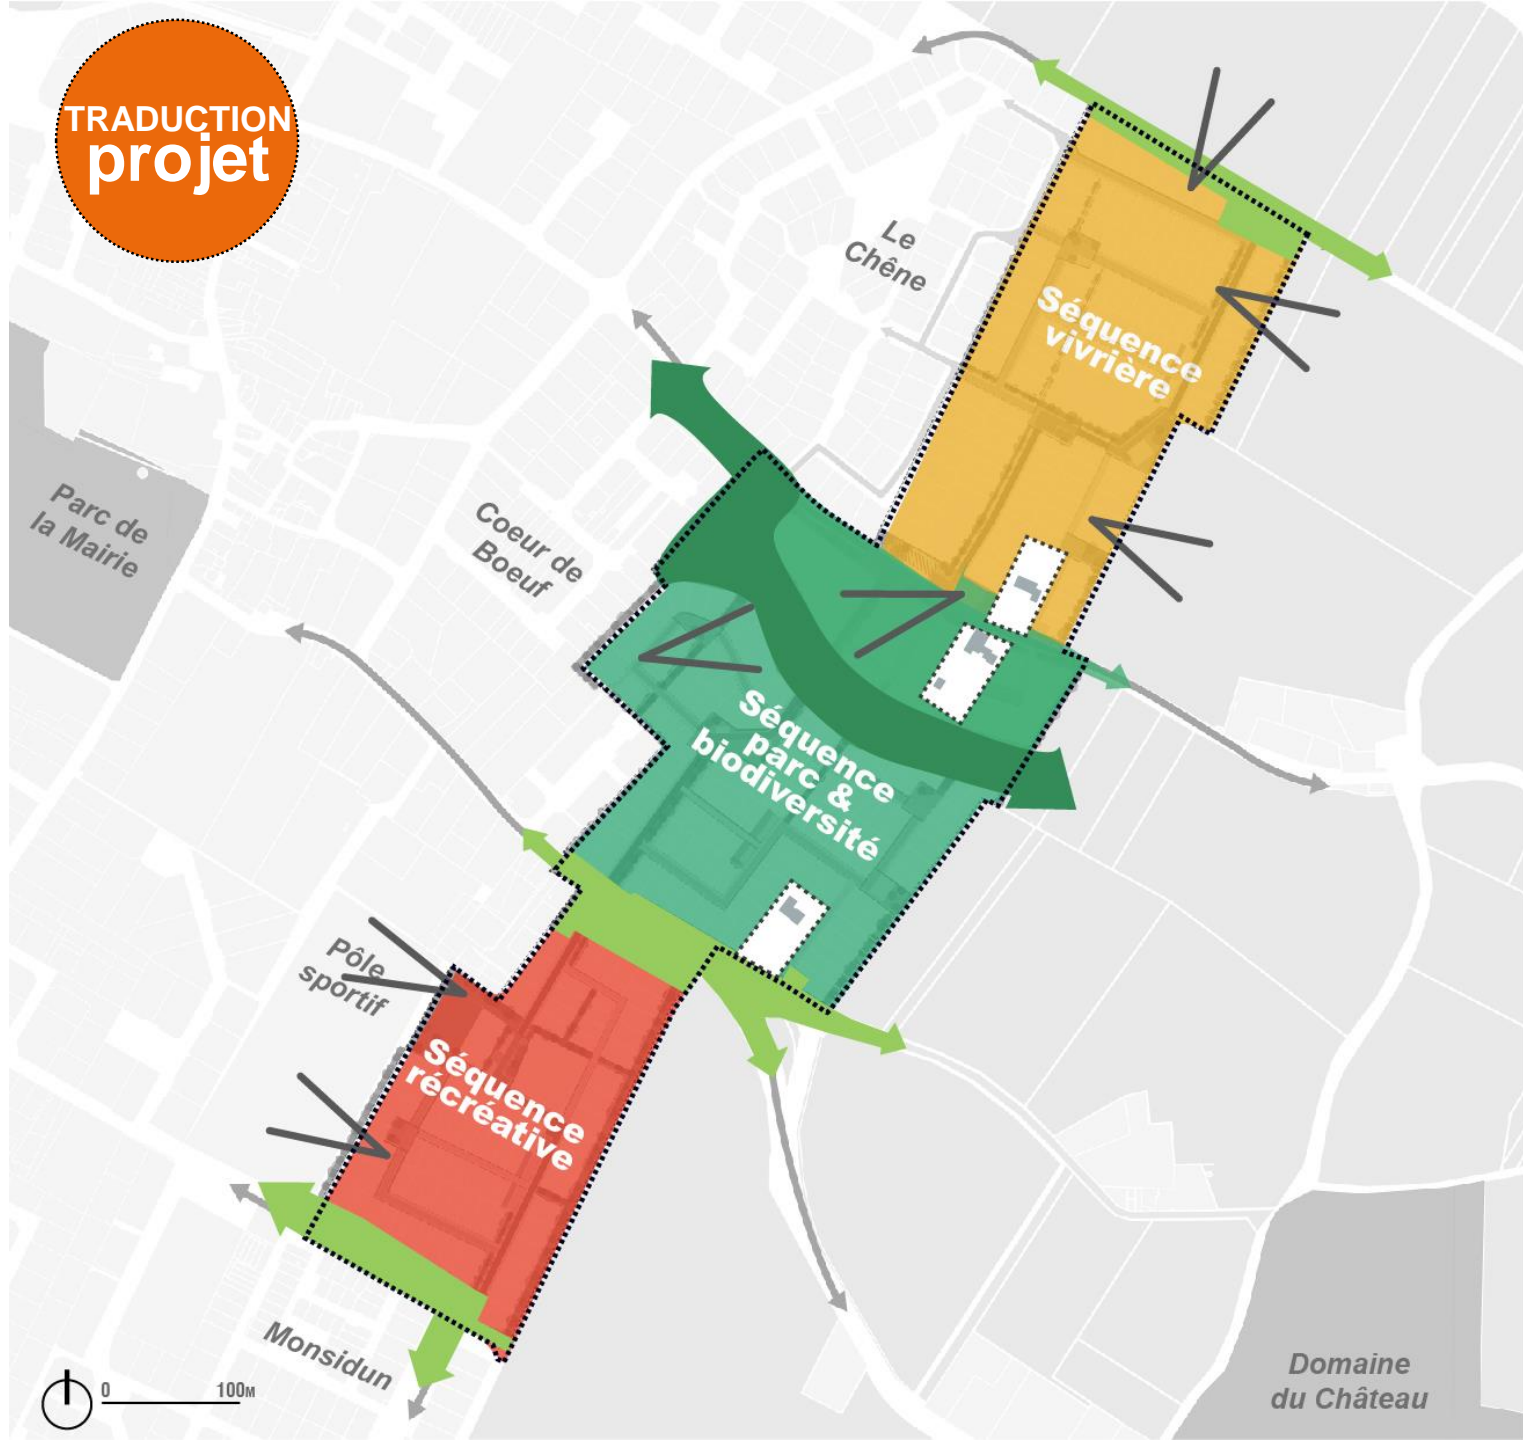 TRADUCTION
projet
Le
Chêne
Séquence
vivrière
Parc de
la Mairie
Coeur de
Boeuf
Séquence
parc &
biodiversité
Pôle
sportif
Séquence
récréative
Monsidun
0 100M
Domaine
du Château